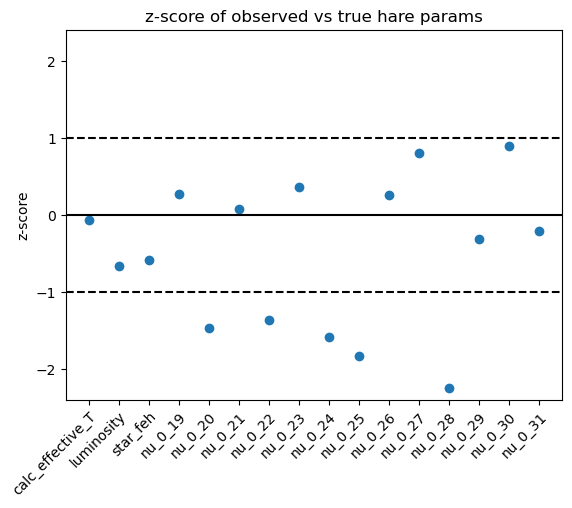 z-score of observed vs true hare params
z-score
2
1
0
−1
−2
calc_effective_T
luminosity
star_feh
nu_0_19
nu_0_20
nu_0_21
nu_0_22
nu_0_23
nu_0_24
nu_0_25
nu_0_26
nu_0_27
nu_0_28
nu_0_29
nu_0_30
nu_0_31